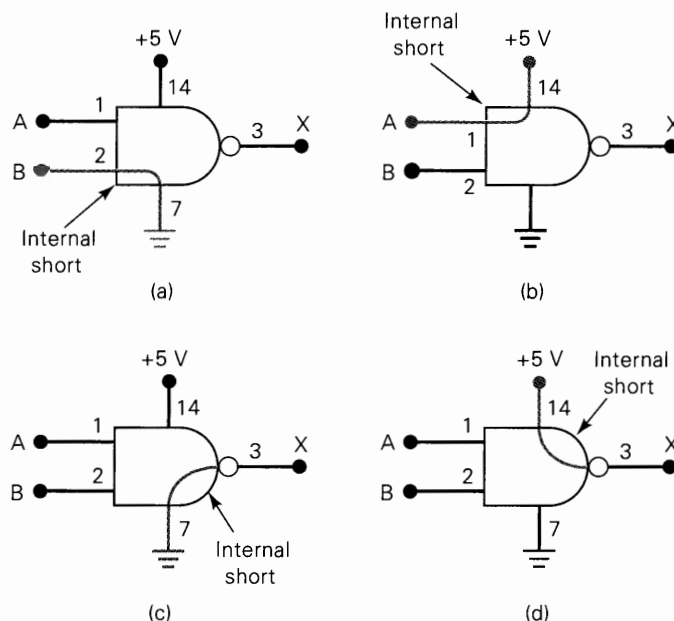 +5 V
14
1
A
3
X
2
B
7
Internal
short
(a)
Internal
short
+5 V
14
A
1
3
X
B
2
(b)
+5 V
14
1
A
3
X
2
B
7
Internal
short
(c)
+5 V
Internal
short
14
1
A
3
X
2
B
7
(d)